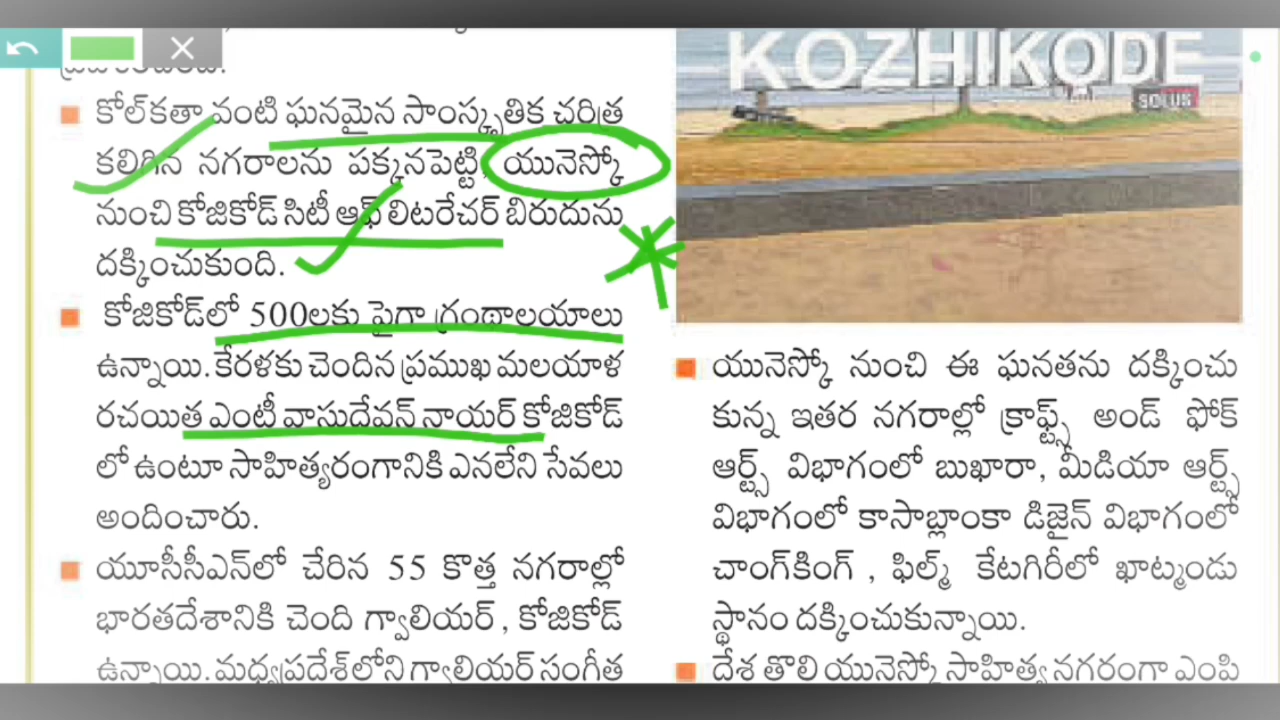 కోల్‌కతా వంటి ఘనమైన సాంస్కృతిక చరిత్ర
కలిగిన నగరాలను పక్కనపెట్టి, యునెస్కో
నుంచి కోజికోడ్ సిటీ ఆఫ్ లిటరేచర్ బిరుదును
దక్కించుకుంది.
కోజికోడ్‌లో 500లకు పైగా గ్రంథాలయాలు
ఉన్నాయి. కేరళకు చెందిన ప్రముఖ మలయాళ
రచయిత ఎంటీ వాసుదేవన్ నాయర్ కోజికోడ్
లో ఉంటూ సాహిత్యరంగానికి ఎనలేని సేవలు
అందించారు.
యూసీసీఎన్‌లో చేరిన 55 కొత్త నగరాల్లో
భారతదేశానికి చెంది గ్వాలియర్, కోజికోడ్
ఉన్నాయి. మధ్యప్రదేశ్‌లోని గ్వాలియర్ సంగీత
KOZHIKODE
SOLUS
యునెస్కో నుంచి ఈ ఘనతను దక్కించు
కున్న ఇతర నగరాల్లో క్రాఫ్ట్స్ అండ్ ఫోక్
ఆర్ట్స్ విభాగంలో బుఖారా, మీడియా ఆర్ట్స్
విభాగంలో కాసాబ్లాంకా డిజైన్ విభాగంలో
చాంగ్‌కింగ్ , ఫిల్మ్ కేటగిరీలో ఖాట్మండు
స్థానం దక్కించుకున్నాయి.
దేశ తొలి యునెస్కో సాహిత్య నగరంగా ఎంపి